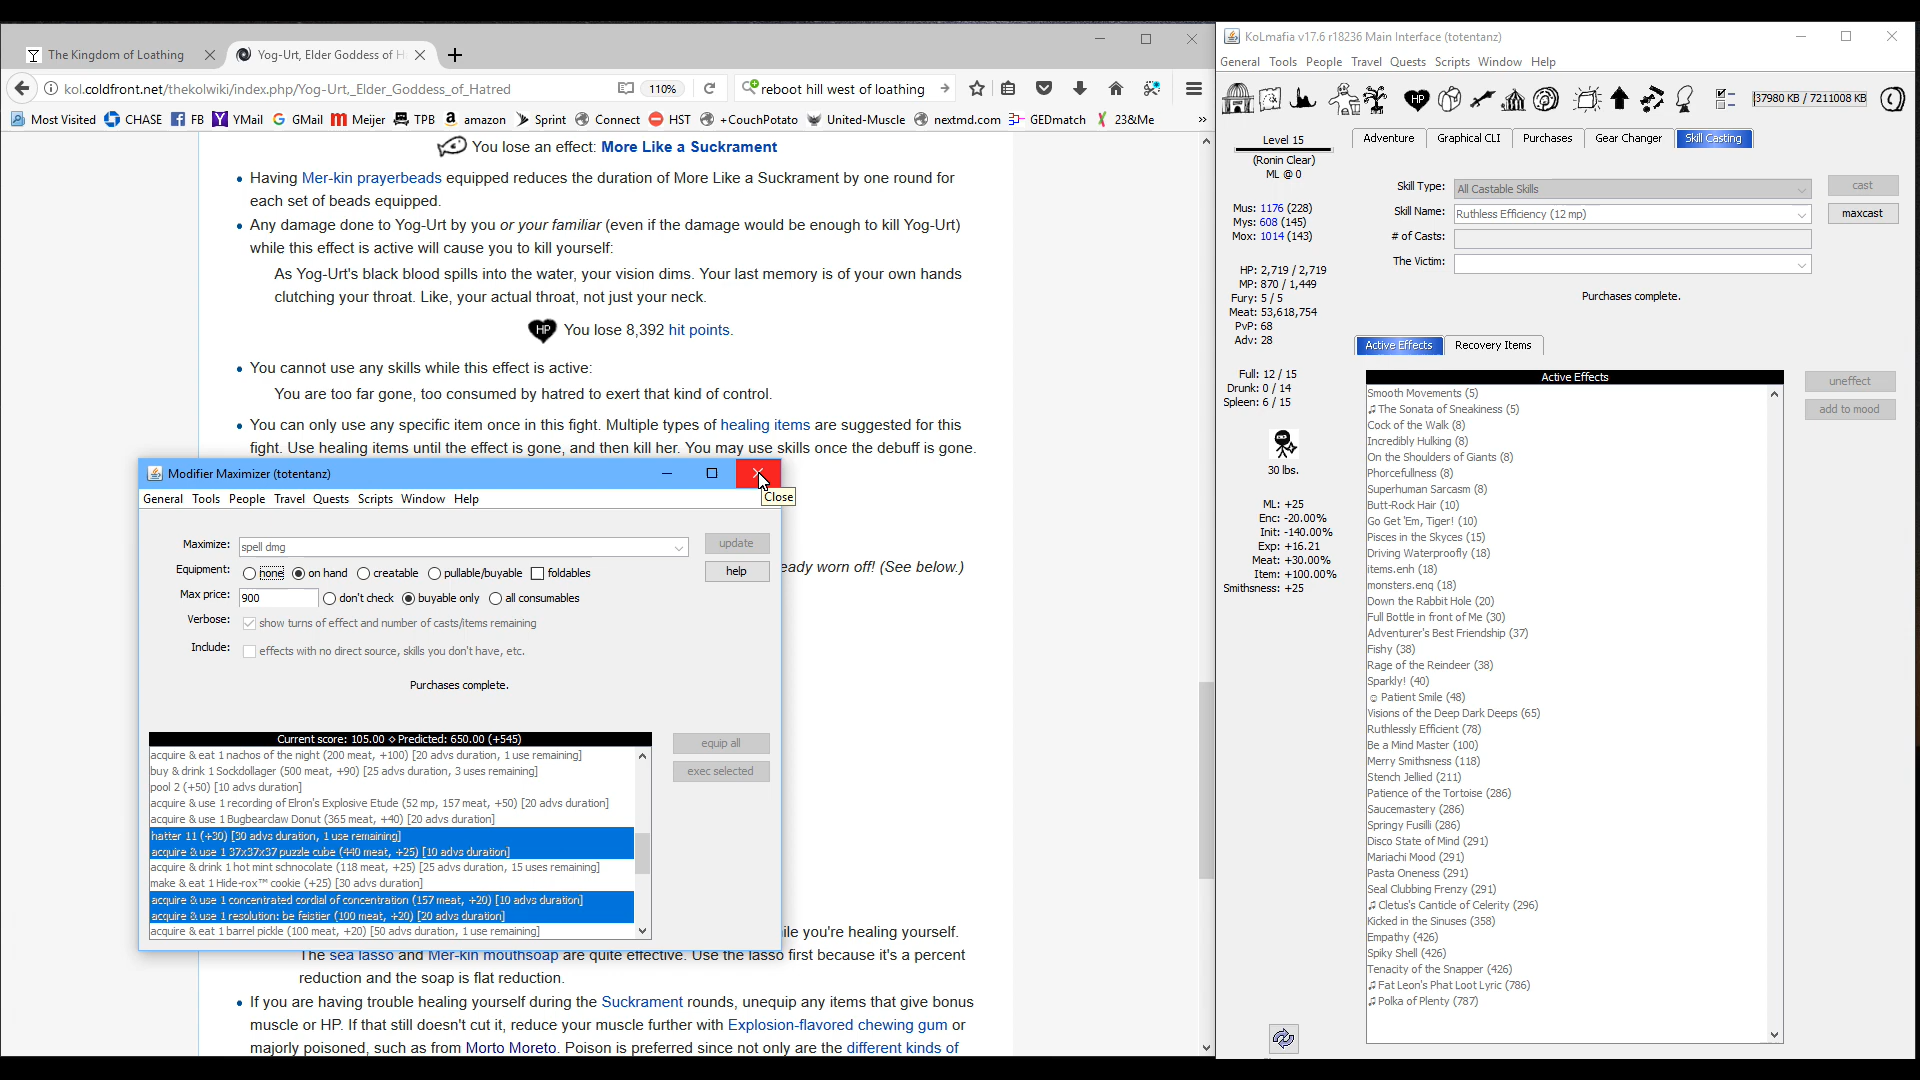 The Kingdom of Loathing
Yog-Urt, Elder Goddess of H
kol.coldfront.net/thekolwiki/index.php/Yog-Urt,_Elder_Goddess_of_Hatred
110%
reboot hill west of loathing
Most Visited CHASE FB YMail GMail Meijer TPB amazon Sprint Connect HST +CouchPotato United-Muscle nextmd.com GEDmatch 23&Me »
You lose an effect: More Like a Suckrament
Having Mer-kin prayerbeads equipped reduces the duration of More Like a Suckrament by one round for
each set of beads equipped.
Any damage done to Yog-Urt by you or your familiar (even if the damage would be enough to kill Yog-Urt)
while this effect is active will cause you to kill yourself:
As Yog-Urt's black blood spills into the water, your vision dims. Your last memory is of your own hands
clutching your throat. Like, your actual throat, not just your neck.
HP You lose 8,392 hit points.
You cannot use any skills while this effect is active:
You are too far gone, too consumed by hatred to exert that kind of control.
You can only use any specific item once in this fight. Multiple types of healing items are suggested for this
fight. Use healing items until the effect is gone, and then kill her. You may use skills once the debuff is gone.
eady worn off! (See below.)
ile you're healing yourself.
The sea lasso and Mer-kin mouthsoap are quite effective. Use the lasso first because it's a percent
reduction and the soap is flat reduction.
If you are having trouble healing yourself during the Suckrament rounds, unequip any items that give bonus
muscle or HP. If that still doesn't cut it, reduce your muscle further with Explosion-flavored chewing gum or
majorly poisoned, such as from Morto Moreto. Poison is preferred since not only are the different kinds of
Modifier Maximizer (totentanz)
Close
General Tools People Travel Quests Scripts Window Help
Maximize: spell dmg update
Equipment: none on hand creatable pullable/buyable foldables help
Max price: 900 don't check buyable only all consumables
Verbose: show turns of effect and number of casts/items remaining
Include: effects with no direct source, skills you don't have, etc.
Purchases complete.
Current score: 105.00 ◇ Predicted: 650.00 (+545)
equip all
exec selected
acquire & eat 1 nachos of the night (200 meat, +100) [20 advs duration, 1 use remaining]
buy & drink 1 Sockdollager (500 meat, +90) [25 advs duration, 3 uses remaining]
pool 2 (+50) [10 advs duration]
acquire & use 1 recording of Elron's Explosive Etude (52 mp, 157 meat, +50) [20 advs duration]
acquire & use 1 Bugbearclaw Donut (365 meat, +40) [20 advs duration]
hatter 11 (+30) [30 advs duration, 1 use remaining]
acquire & use 1 37x37x37 puzzle cube (440 meat, +25) [10 advs duration]
acquire & drink 1 hot mint schnocolate (118 meat, +25) [25 advs duration, 15 uses remaining]
make & eat 1 Hide-rox™ cookie (+25) [30 advs duration]
acquire & use 1 concentrated cordial of concentration (157 meat, +20) [10 advs duration]
acquire & use 1 resolution: be feistier (100 meat, +20) [20 advs duration]
acquire & eat 1 barrel pickle (100 meat, +20) [50 advs duration, 1 use remaining]
KoLmafia v17.6 r18236 Main Interface (totentanz)
General Tools People Travel Quests Scripts Window Help
HP
37980 KB / 7211008 KB
Adventure Graphical CLI Purchases Gear Changer Skill Casting
Level 15
(Ronin Clear)
ML @ 0
Mus: 1176 (228)
Mys: 608 (145)
Mox: 1014 (143)
HP: 2,719 / 2,719
MP: 870 / 1,449
Fury: 5 / 5
Meat: 53,618,754
PvP: 68
Adv: 28
Full: 12 / 15
Drunk: 0 / 14
Spleen: 6 / 15
30 lbs.
ML: +25
Enc: -20.00%
Init: -140.00%
Exp: +16.21
Meat: +30.00%
Item: +100.00%
Smithsness: +25
Skill Type: All Castable Skills cast
Skill Name: Ruthless Efficiency (12 mp) maxcast
# of Casts:
The Victim:
Purchases complete.
Active Effects Recovery Items
Active Effects
uneffect
add to mood
Smooth Movements (5)
♫ The Sonata of Sneakiness (5)
Cock of the Walk (8)
Incredibly Hulking (8)
On the Shoulders of Giants (8)
Phorcefullness (8)
Superhuman Sarcasm (8)
Butt-Rock Hair (10)
Go Get 'Em, Tiger! (10)
Pisces in the Skyces (15)
Driving Waterproofly (18)
items.enh (18)
monsters.enq (18)
Down the Rabbit Hole (20)
Full Bottle in front of Me (30)
Adventurer's Best Friendship (37)
Fishy (38)
Rage of the Reindeer (38)
Sparkly! (40)
☺ Patient Smile (48)
Visions of the Deep Dark Deeps (65)
Ruthlessly Efficient (78)
Be a Mind Master (100)
Merry Smithsness (118)
Stench Jellied (211)
Patience of the Tortoise (286)
Saucemastery (286)
Springy Fusilli (286)
Disco State of Mind (291)
Mariachi Mood (291)
Pasta Oneness (291)
Seal Clubbing Frenzy (291)
♫ Cletus's Canticle of Celerity (296)
Kicked in the Sinuses (358)
Empathy (426)
Spiky Shell (426)
Tenacity of the Snapper (426)
♫ Fat Leon's Phat Loot Lyric (786)
♫ Polka of Plenty (787)